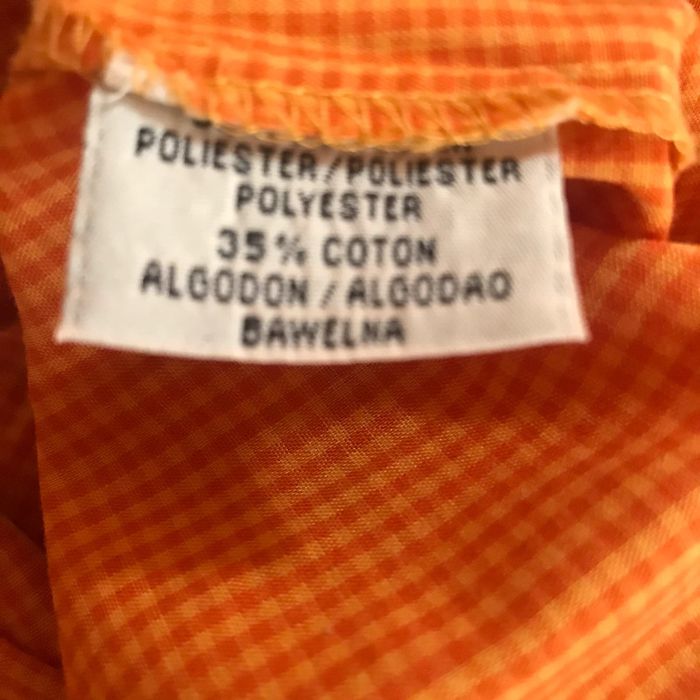 POLIESTER/POLIESTER
POLYESTER
35% COTON
ALGODON / ALGODAO
BAWELNA